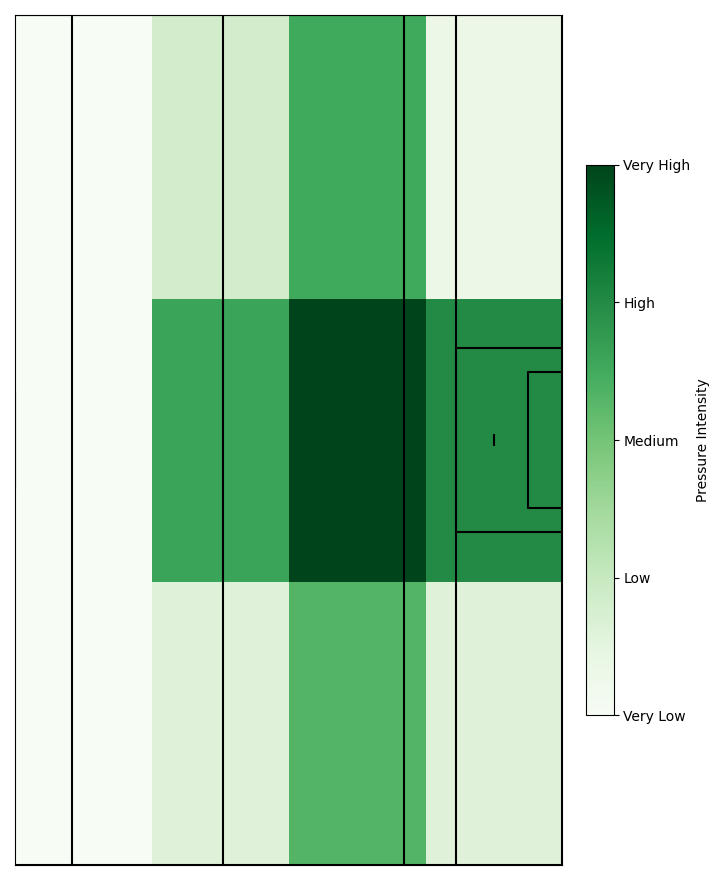 Very High
High
Medium
Low
Very Low
Pressure Intensity